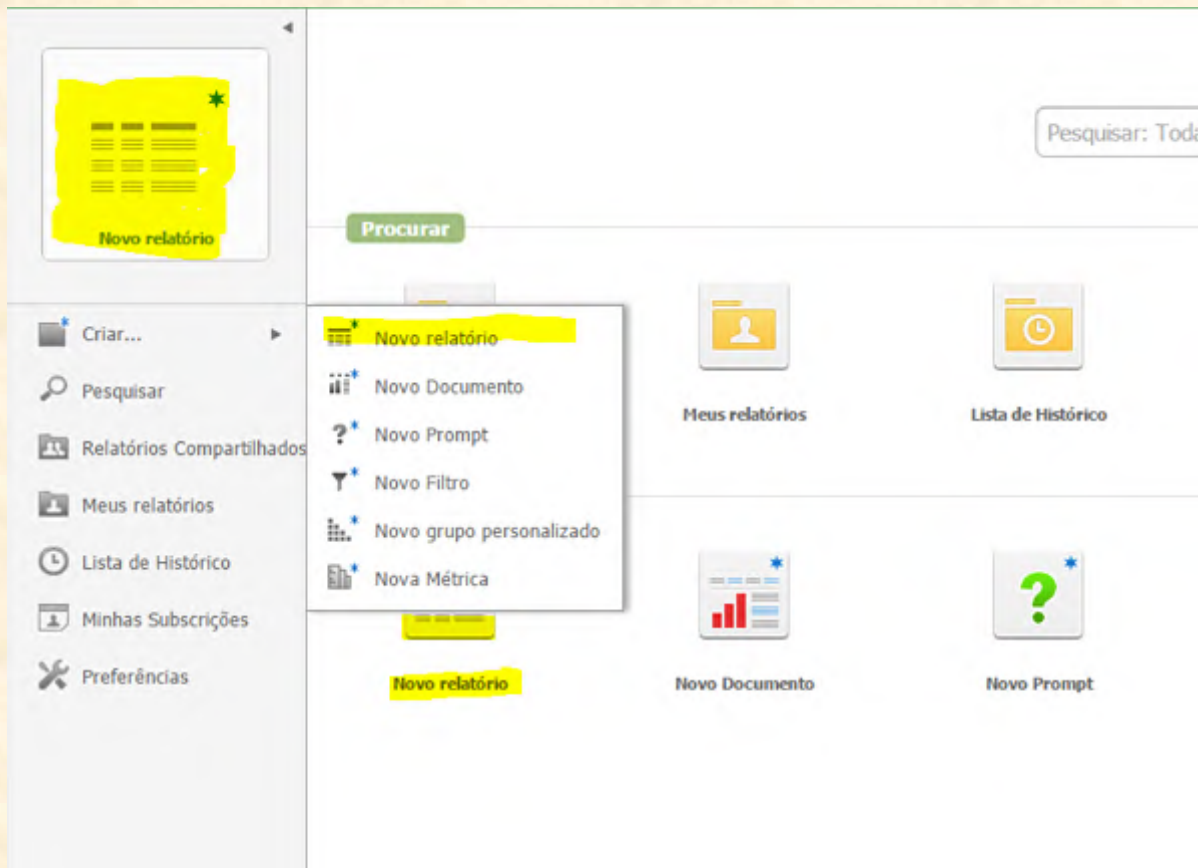 Novo relatório
Criar...
Pesquisar
Relatórios Compartilhados
Meus relatórios
Lista de Histórico
Minhas Subscrições
Preferências
Novo relatório
Novo Documento
Novo Prompt
Novo Filtro
Novo grupo personalizado
Nova Métrica
Pesquisar: Toda
Procurar
Meus relatórios
Lista de Histórico
Novo relatório
Novo Documento
Novo Prompt